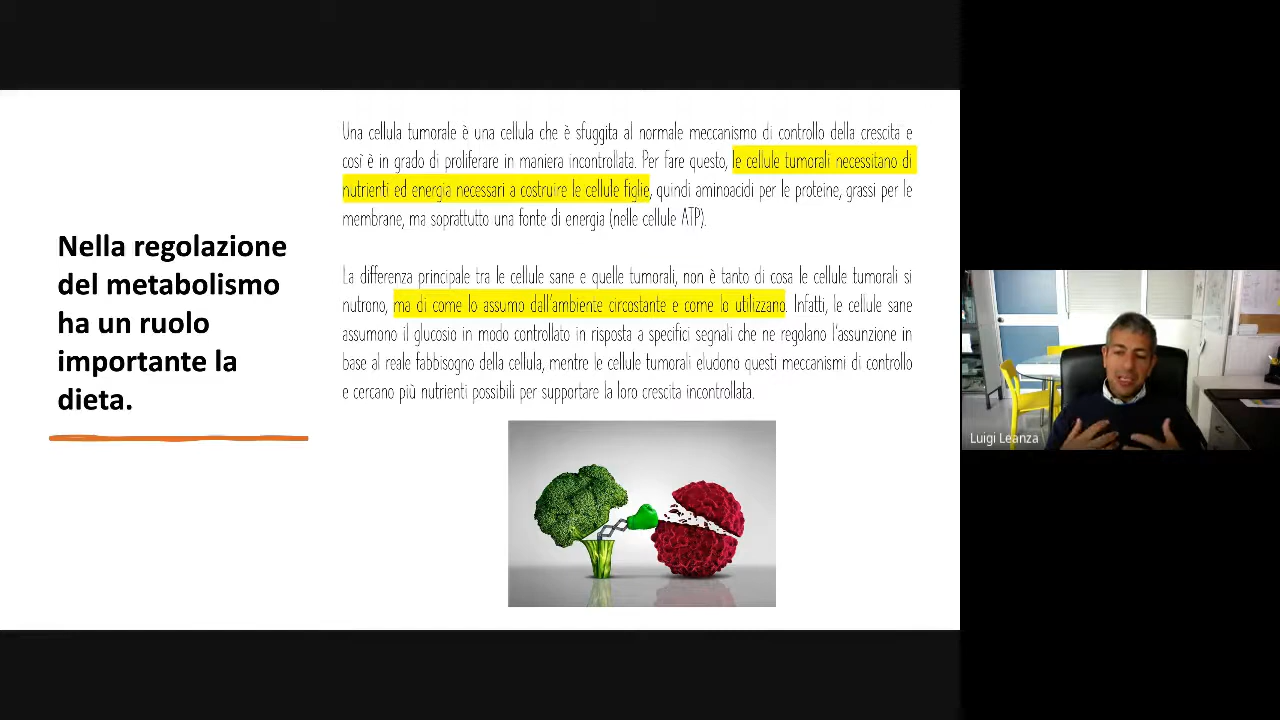 Nella regolazione
del metabolismo
ha un ruolo
importante la
dieta.
Una cellula tumorale è una cellula che è sfuggita al normale meccanismo di controllo della crescita e
così è in grado di proliferare in maniera incontrollata. Per fare questo, le cellule tumorali necessitano di
nutrienti ed energia necessari a costruire le cellule figlie, quindi aminoacidi per le proteine, grassi per le
membrane, ma soprattutto una fonte di energia (nelle cellule ATP).
La differenza principale tra le cellule sane e quelle tumorali, non è tanto di cosa le cellule tumorali si
nutrono, ma di come lo assumo dall'ambiente circostante e come lo utilizzano. Infatti, le cellule sane
assumono il glucosio in modo controllato in risposta a specifici segnali che ne regolano l'assunzione in
base al reale fabbisogno della cellula, mentre le cellule tumorali eludono questi meccanismi di controllo
e cercano più nutrienti possibili per supportare la loro crescita incontrollata.
Luigi Leanza